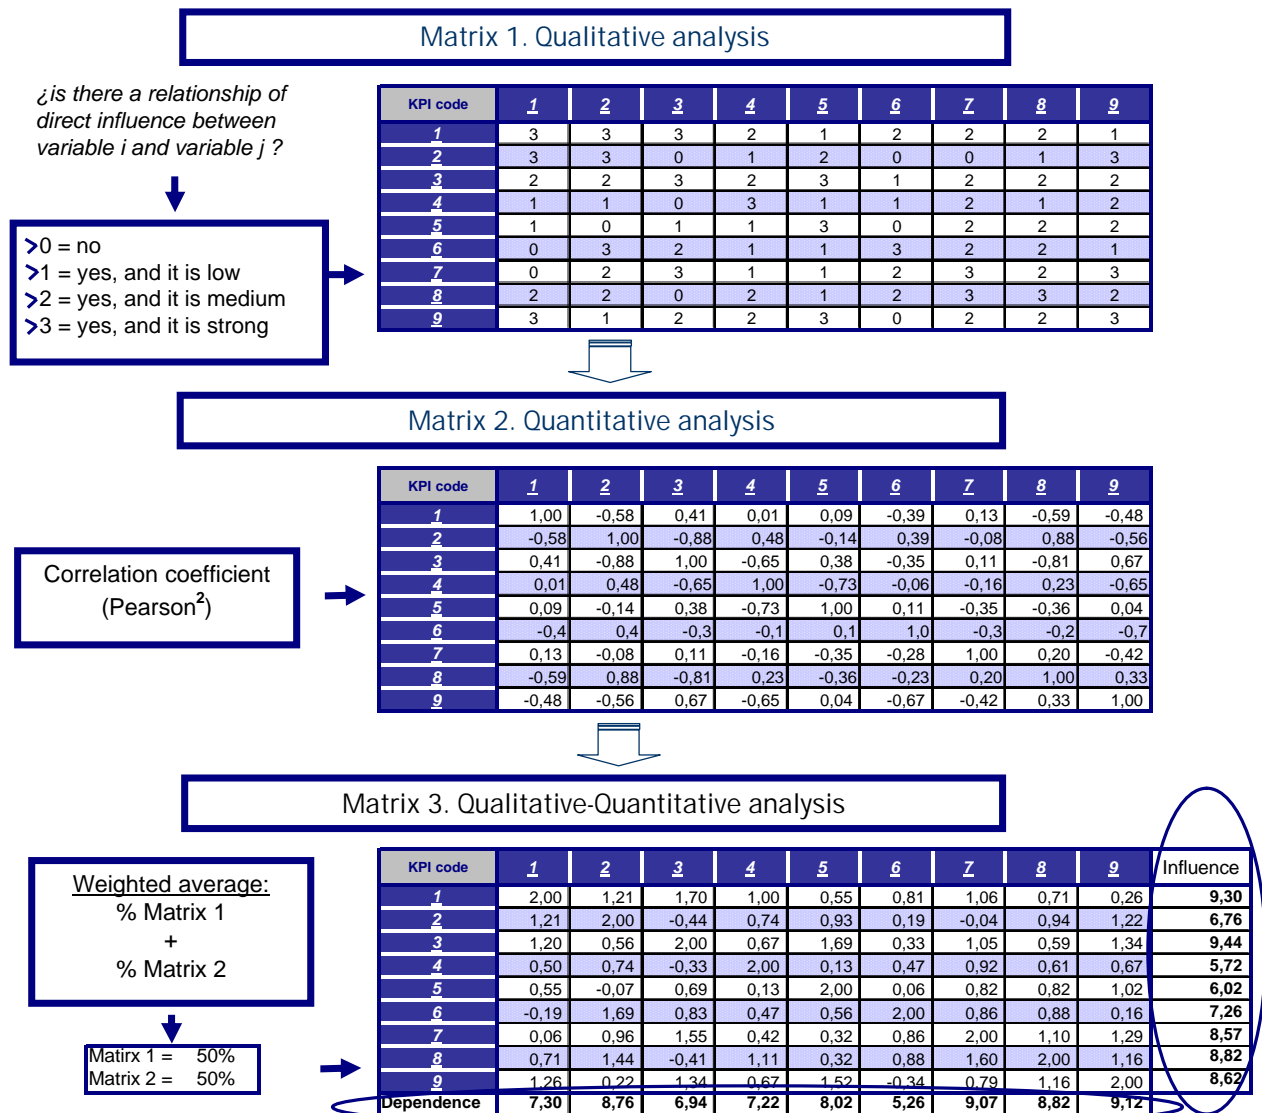 Matrix 1. Qualitative analysis
¿is there a relationship of
direct influence between
variable i and variable j ?
>0 = no
>1 = yes, and it is low
>2 = yes, and it is medium
>3 = yes, and it is strong
KPI code 1 2 3 4 5 6 7 8 9
1 3 3 3 2 1 2 2 2 1
2 3 3 0 1 2 0 0 1 3
3 2 2 3 2 3 1 2 2 2
4 1 1 0 3 1 1 2 1 2
5 1 0 1 1 3 0 2 2 2
6 0 3 2 1 1 3 2 2 1
7 0 2 3 1 1 2 3 2 3
8 2 2 0 2 1 2 3 3 2
9 3 1 2 2 3 0 2 2 3
Matrix 2. Quantitative analysis
Correlation coefficient
(Pearson²)
KPI code 1 2 3 4 5 6 7 8 9
1 1,00 -0,58 0,41 0,01 0,09 -0,39 0,13 -0,59 -0,48
2 -0,58 1,00 -0,88 0,48 -0,14 0,39 -0,08 0,88 -0,56
3 0,41 -0,88 1,00 -0,65 0,38 -0,35 0,11 -0,81 0,67
4 0,01 0,48 -0,65 1,00 -0,73 -0,06 -0,16 0,23 -0,65
5 0,09 -0,14 0,38 -0,73 1,00 0,11 -0,35 -0,36 0,04
6 -0,4 0,4 -0,3 -0,1 0,1 1,0 -0,3 -0,2 -0,7
7 0,13 -0,08 0,11 -0,16 -0,35 -0,28 1,00 0,20 -0,42
8 -0,59 0,88 -0,81 0,23 -0,36 -0,23 0,20 1,00 0,33
9 -0,48 -0,56 0,67 -0,65 0,04 -0,67 -0,42 0,33 1,00
Matrix 3. Qualitative-Quantitative analysis
Weighted average:
% Matrix 1
+
% Matrix 2
Matirx 1 = 50%
Matrix 2 = 50%
KPI code 1 2 3 4 5 6 7 8 9 Influence
1 2,00 1,21 1,70 1,00 0,55 0,81 1,06 0,71 0,26 9,30
2 1,21 2,00 -0,44 0,74 0,93 0,19 -0,04 0,94 1,22 6,76
3 1,20 0,56 2,00 0,67 1,69 0,33 1,05 0,59 1,34 9,44
4 0,50 0,74 -0,33 2,00 0,13 0,47 0,92 0,61 0,67 5,72
5 0,55 -0,07 0,69 0,13 2,00 0,06 0,82 0,82 1,02 6,02
6 -0,19 1,69 0,83 0,47 0,56 2,00 0,86 0,88 0,16 7,26
7 0,06 0,96 1,55 0,42 0,32 0,86 2,00 1,10 1,29 8,57
8 0,71 1,44 -0,41 1,11 0,32 0,88 1,60 2,00 1,16 8,82
9 1,26 0,22 1,34 0,67 1,52 -0,34 0,79 1,16 2,00 8,62
Dependence 7,30 8,76 6,94 7,22 8,02 5,26 9,07 8,82 9,12